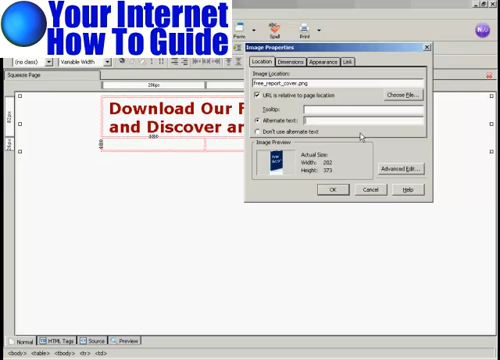 Your Internet
How To Guide
Form
Spell
Print
(no class)
Variable Width
Squeeze Page
Image Properties
Location
Dimensions
Appearance
Link
Image Location:
free_report_cover.png
URL is relative to page location
Choose File...
Tooltip:
Alternate text:
Don't use alternate text
Image Preview
Actual Size:
Width: 282
Height: 373
Advanced Edit...
OK
Cancel
Help
Download Our F
and Discover a
Normal
HTML Tags
Source
Preview
<body> <table> <tbody> <tr> <td>